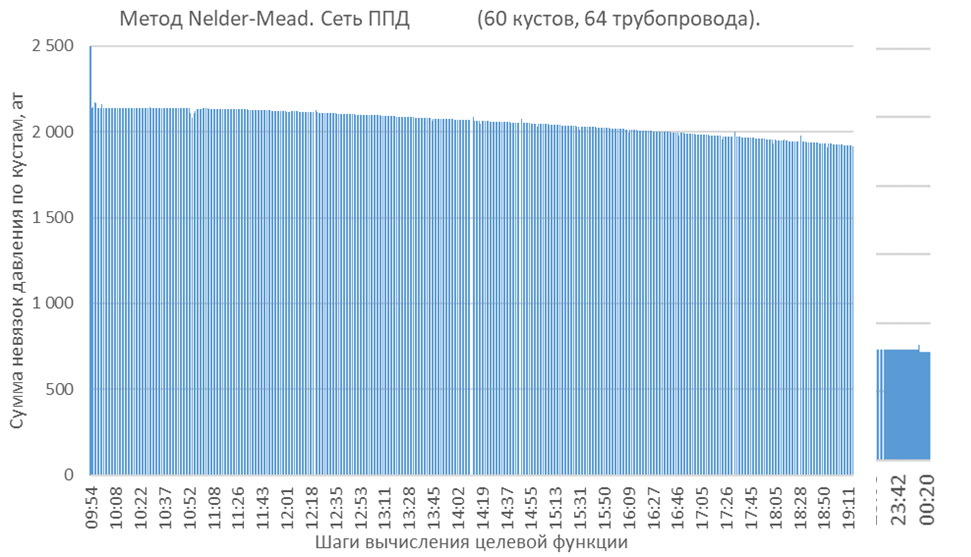 Метод Nelder-Mead. Сеть ППД (60 кустов, 64 трубопровода).
Сумма невязок давления по кустам, ат
2 500
2 000
1 500
1 000
500
0
09:54 10:08 10:22 10:37 10:52 11:08 11:26 11:43 12:01 12:18 12:35 12:53 13:11 13:28 13:45 14:02 14:19 14:37 14:55 15:13 15:31 15:50 16:09 16:27 16:46 17:05 17:26 17:45 18:05 18:28 18:50 19:11 23:42 00:20
Шаги вычисления целевой функции